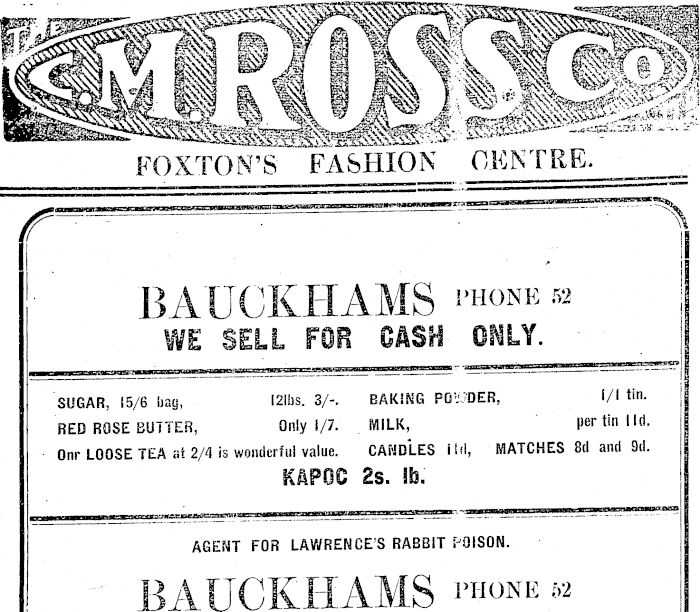 The
C.M. ROSS Co
FOXTON'S FASHION CENTRE.
BAUCKHAMS PHONE 52
WE SELL FOR CASH ONLY.
SUGAR, 15/6 bag, 12lbs. 3/-.
RED ROSE BUTTER, Only 1/7.
Onr LOOSE TEA at 2/4 is wonderful value.
BAKING POWDER, 1/1 tin.
MILK, per tin 11d.
CANDLES 11d, MATCHES 8d and 9d.
KAPOC 2s. lb.
AGENT FOR LAWRENCE'S RABBIT POISON.
BAUCKHAMS PHONE 52